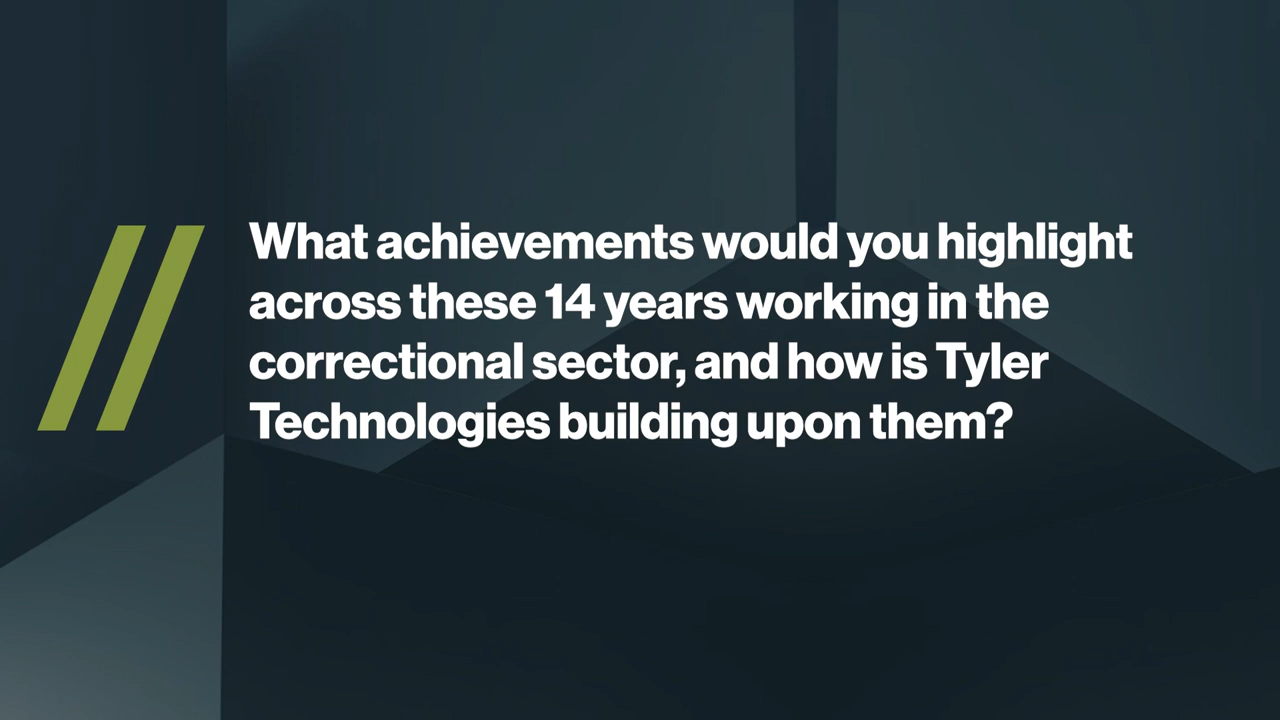 What achievements would you highlight
across these 14 years working in the
correctional sector, and how is Tyler
Technologies building upon them?